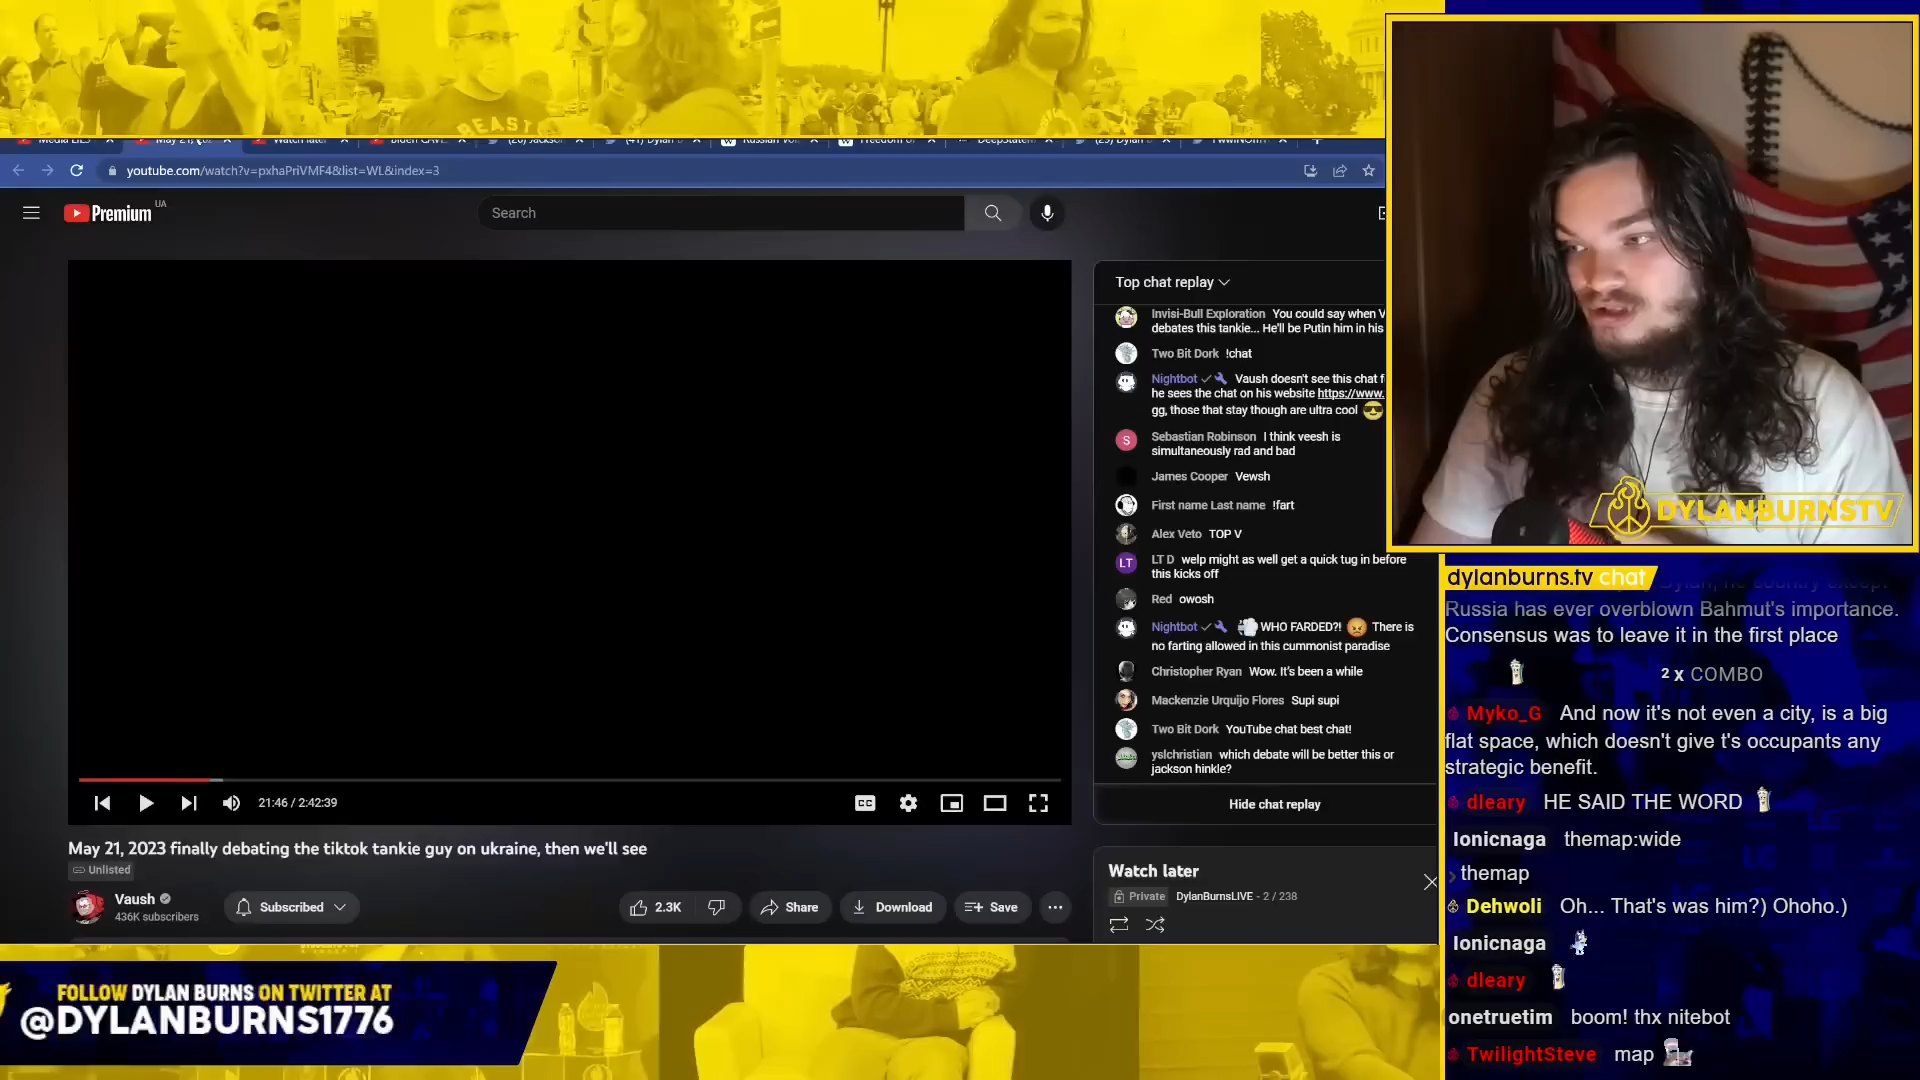 BEAST
youtube.com/watch?v=pxhaPriVMF4&list=WL&index=3
Premium UA
Search
Top chat replay
Invisi-Bull Exploration You could say when V
debates this tankie... He'll be Putin him in his
Two Bit Dork !chat
Nightbot Vaush doesn't see this chat f
he sees the chat on his website https://www.
gg, those that stay though are ultra cool
S
Sebastian Robinson I think veesh is
simultaneously rad and bad
James Cooper Vewsh
First name Last name !fart
Alex Veto TOP V
LT
LT D welp might as well get a quick tug in before
this kicks off
Red owosh
Nightbot WHO FARDED?! There is
no farting allowed in this cummonist paradise
Christopher Ryan Wow. It's been a while
Mackenzie Urquijo Flores Supi supi
Two Bit Dork YouTube chat best chat!
yslchristian which debate will be better this or
jackson hinkle?
Hide chat replay
21:46 / 2:42:39
CC
May 21, 2023 finally debating the tiktok tankie guy on ukraine, then we'll see
Unlisted
Vaush
436K subscribers
Subscribed
2.3K
Share
Download
Save
Watch later
Private DylanBurnsLIVE - 2 / 238
DYLANBURNSTV
dylanburns.tv chat
Russia has ever overblown Bahmut's importance.
Consensus was to leave it in the first place
2 x COMBO
Myko_G And now it's not even a city, is a big
flat space, which doesn't give t's occupants any
strategic benefit.
dleary HE SAID THE WORD
Ionicnaga themap:wide
> themap
Dehwoli Oh... That's was him?) Ohoho.)
Ionicnaga
dleary
onetruetim boom! thx nitebot
TwilightSteve map
FOLLOW DYLAN BURNS ON TWITTER AT
@DYLANBURNS1776